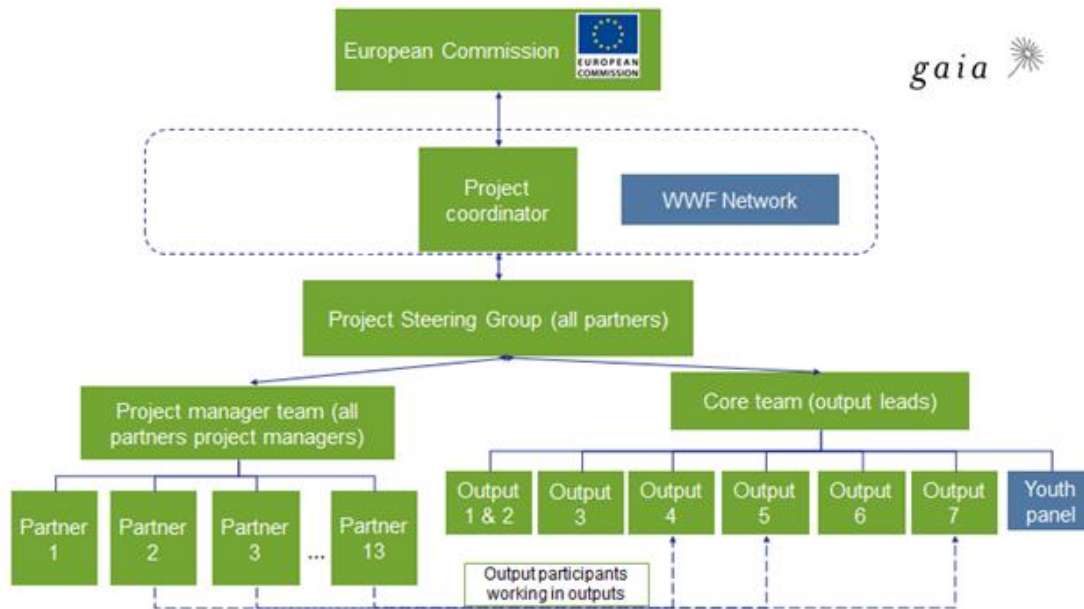 European Commission
EUROPEAN
COMMISSION
gaia
Project
coordinator
WWF Network
Project Steering Group (all partners)
Project manager team (all
partners project managers)
Core team (output leads)
Partner
1
Partner
2
Partner
3
...
Partner
13
Output
1 & 2
Output
3
Output
4
Output
5
Output
6
Output
7
Youth
panel
Output participants
working in outputs